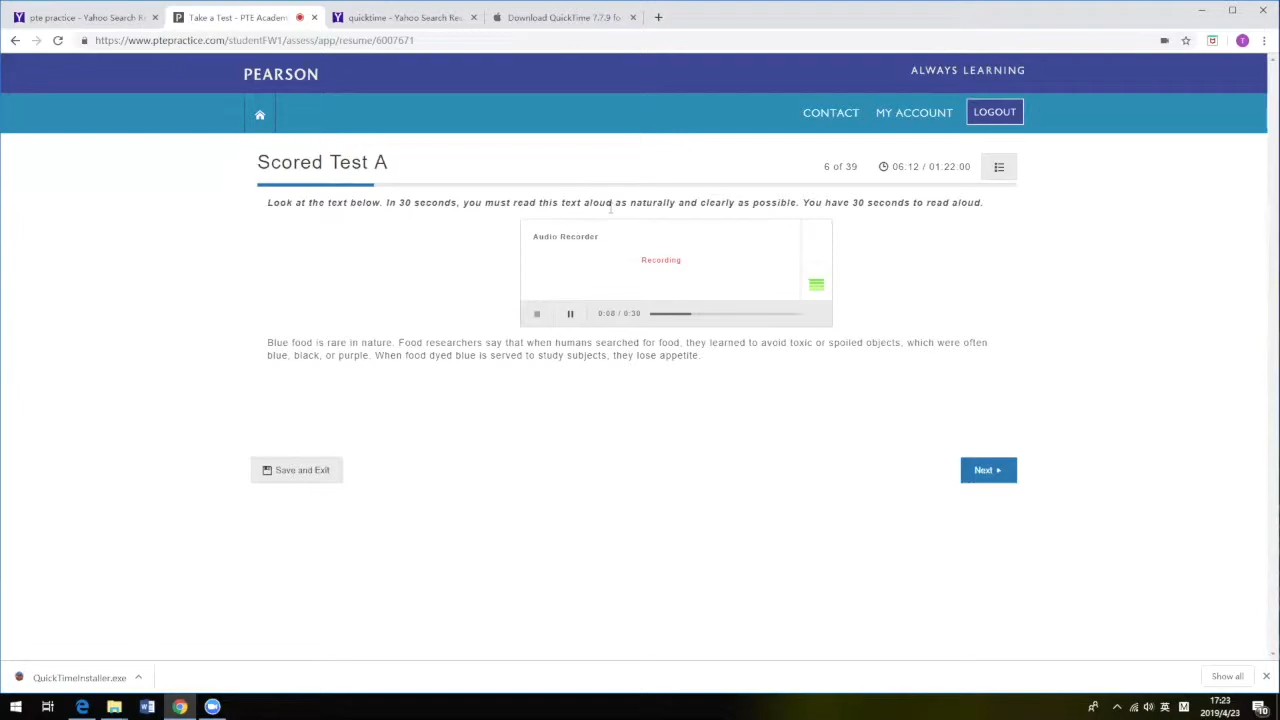 pte practice - Yahoo Search Re
Take a Test - PTE Academ
quicktime - Yahoo Search Res
Download QuickTime 7.7.9 fo
https://www.ptepractice.com/studentFW1/assess/app/resume/6007671
T
PEARSON
ALWAYS LEARNING
CONTACT
MY ACCOUNT
LOGOUT
Scored Test A
6 of 39
06:12 / 01:22:00
Look at the text below. In 30 seconds, you must read this text aloud as naturally and clearly as possible. You have 30 seconds to read aloud.
Audio Recorder
Recording
0:08 / 0:30
Blue food is rare in nature. Food researchers say that when humans searched for food, they learned to avoid toxic or spoiled objects, which were often
blue, black, or purple. When food dyed blue is served to study subjects, they lose appetite.
Save and Exit
Next
QuickTimeInstaller.exe
Show all
英
M
17:23
2019/4/23
10